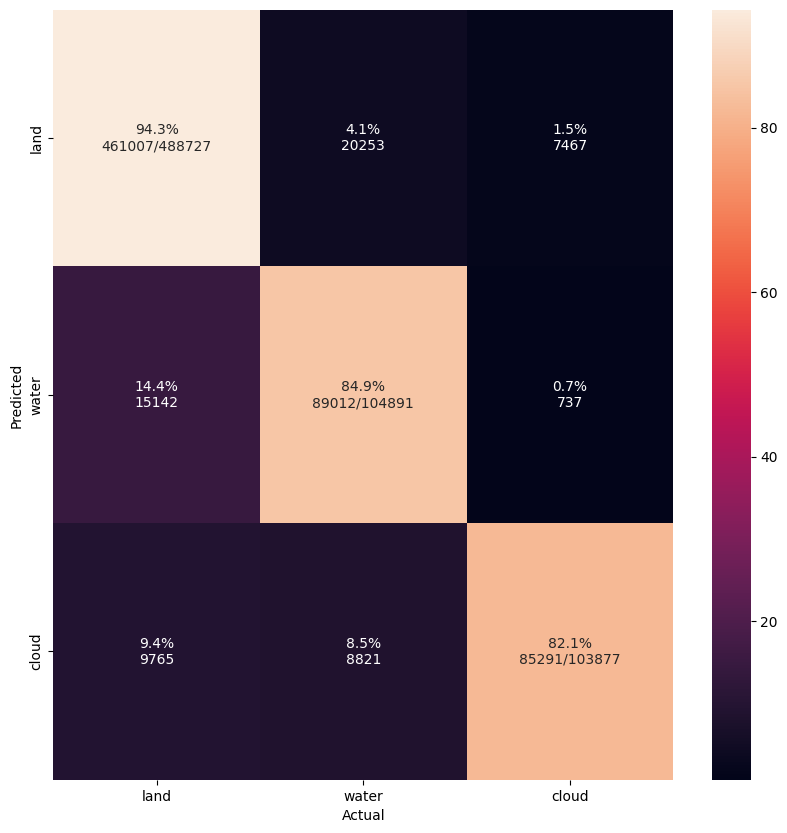 94.3%
461007/488727
4.1%
20253
1.5%
7467
land
14.4%
15142
84.9%
89012/104891
0.7%
737
Predicted
water
9.4%
9765
8.5%
8821
82.1%
85291/103877
cloud
land
water
cloud
Actual
80
60
40
20